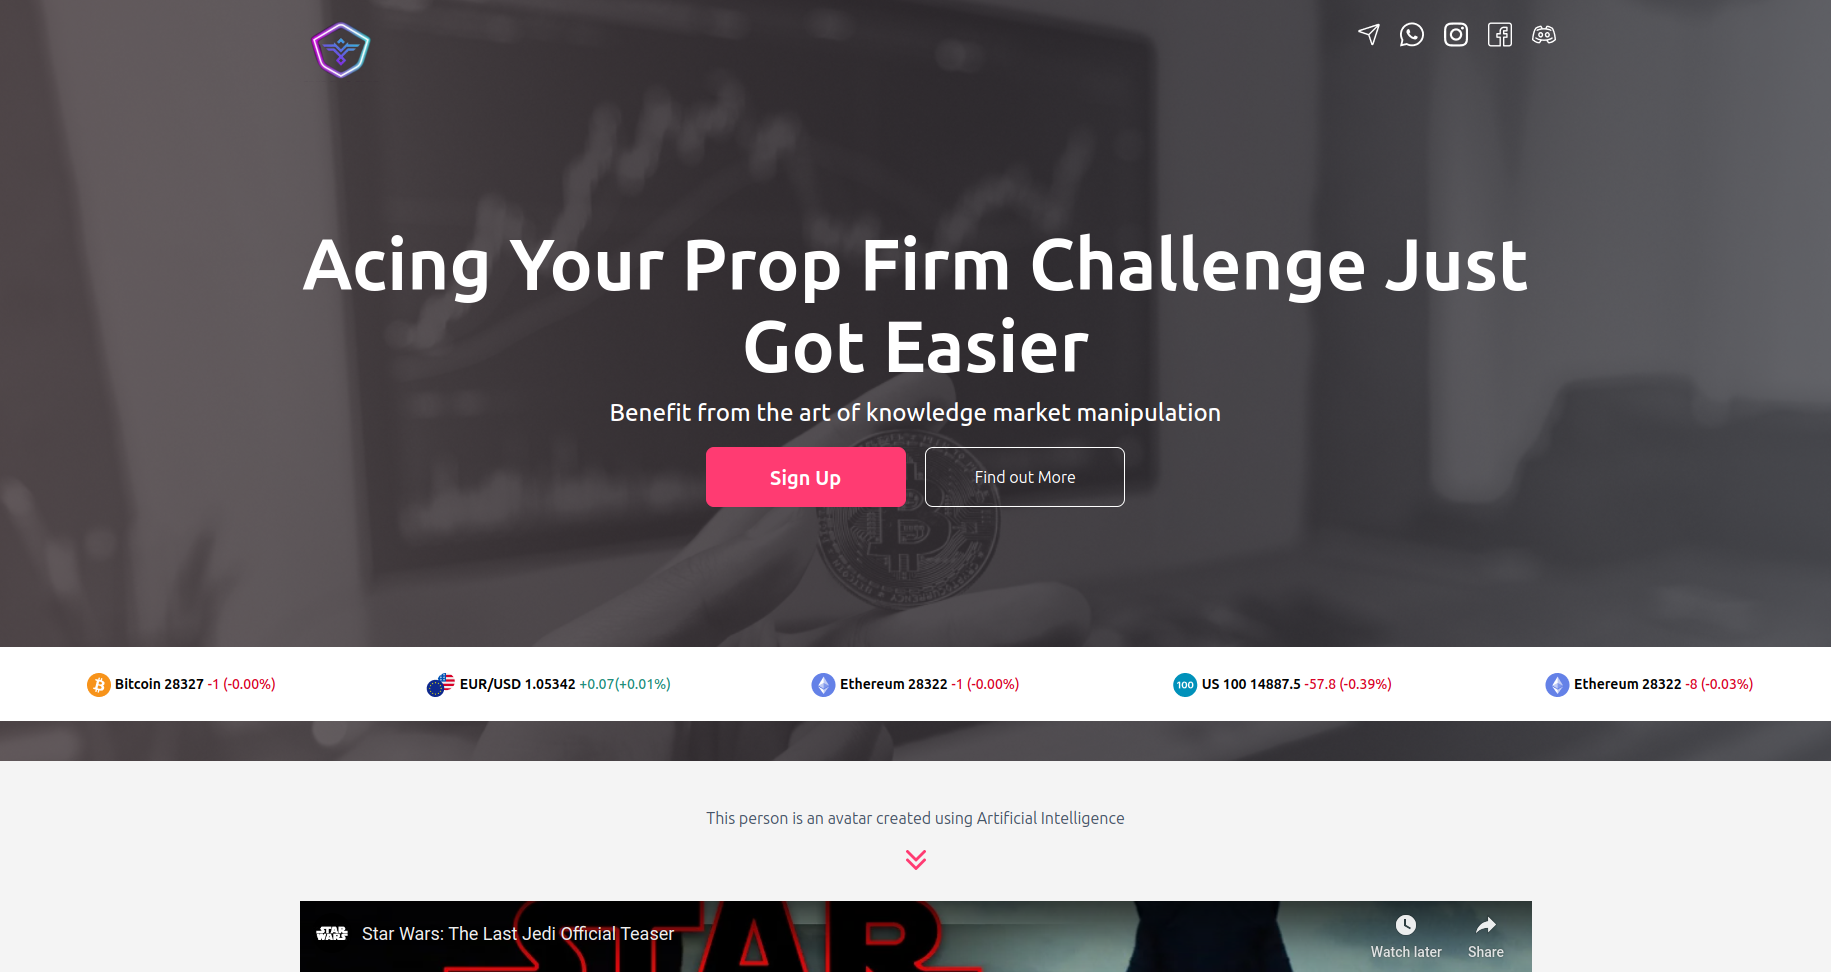 Acing Your Prop Firm Challenge Just
Got Easier
Benefit from the art of knowledge market manipulation
Sign Up
Find out More
Bitcoin 28327 -1 (-0.00%)
EUR/USD 1.05342 +0.07(+0.01%)
Ethereum 28322 -1 (-0.00%)
100
US 100 14887.5 -57.8 (-0.39%)
Ethereum 28322 -8 (-0.03%)
This person is an avatar created using Artificial Intelligence
STAR WARS
Star Wars: The Last Jedi Official Teaser
STAR
Watch later
Share